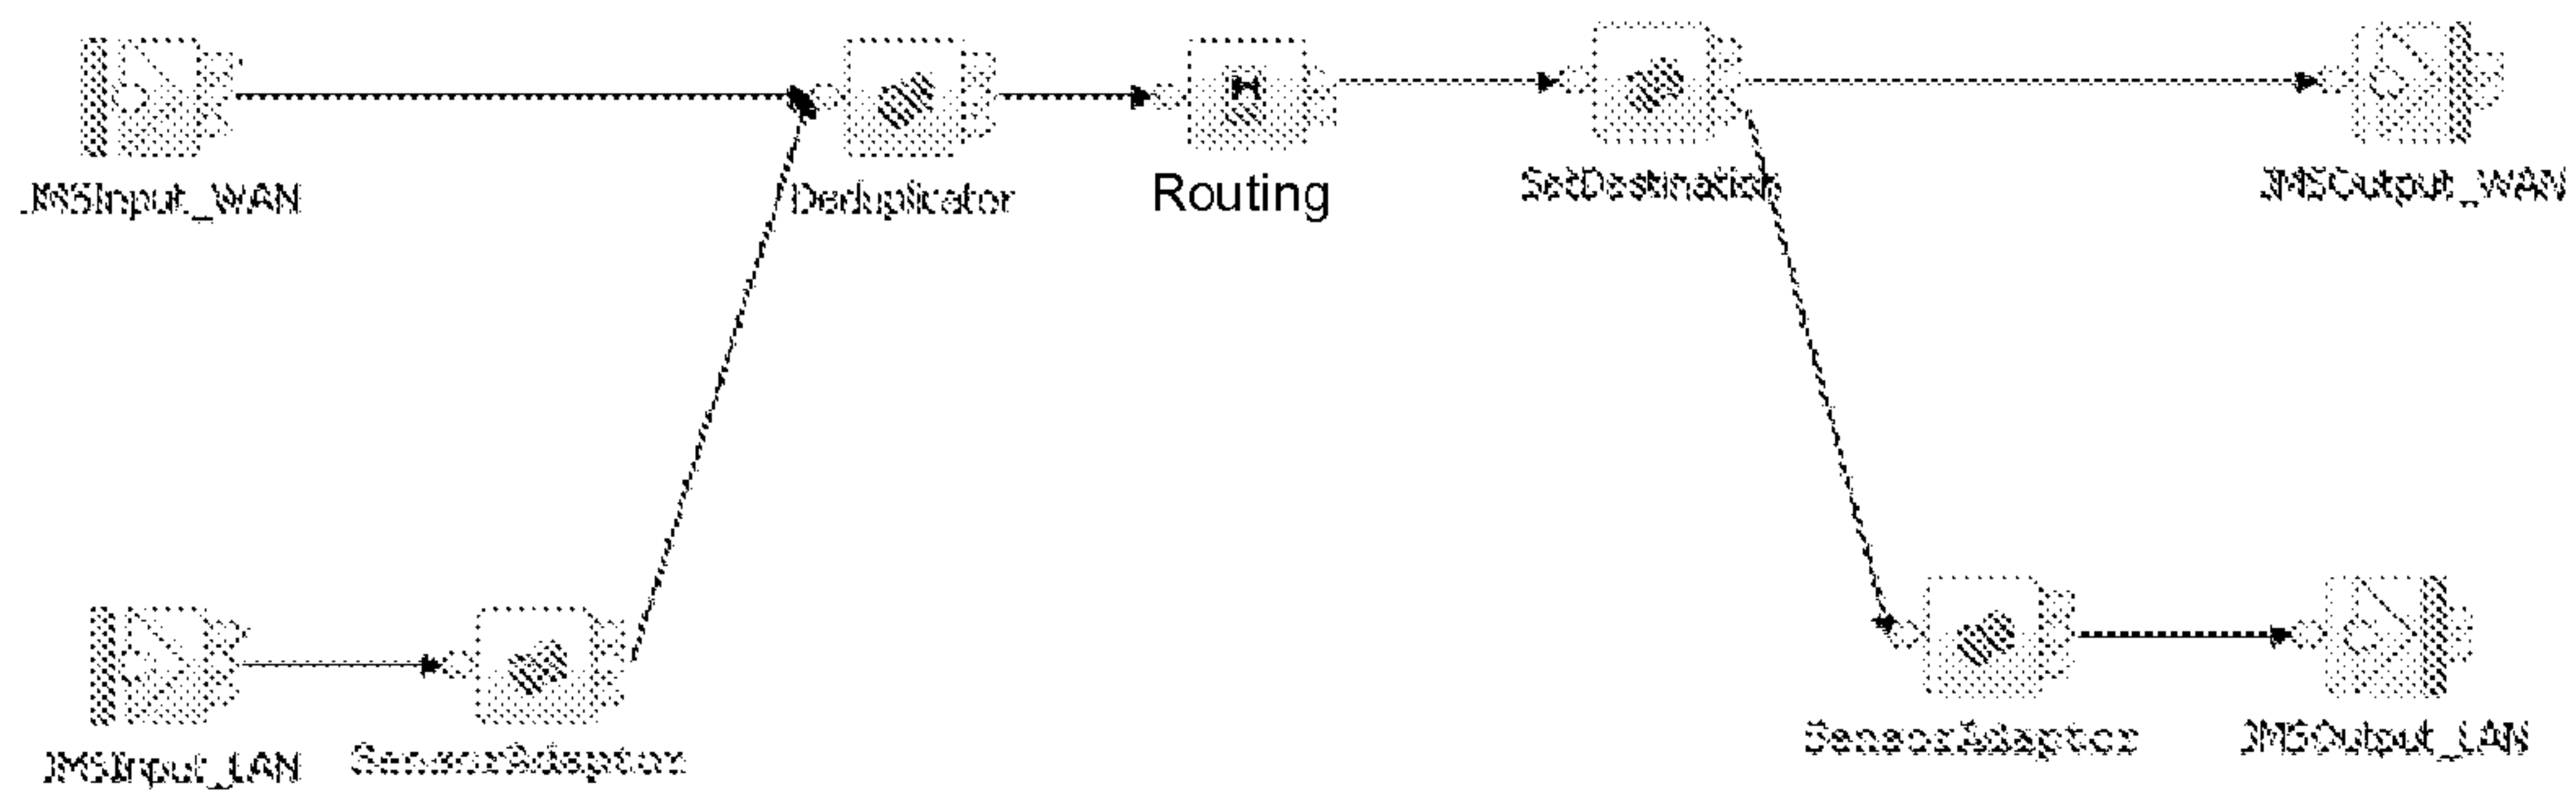 JMSInput_WAN
Deduplicator
Routing
SetDestination
JMSOutput_WAN
JMSInput_LAN
SensorAdaptor
SensorAdaptor
JMSOutput_LAN